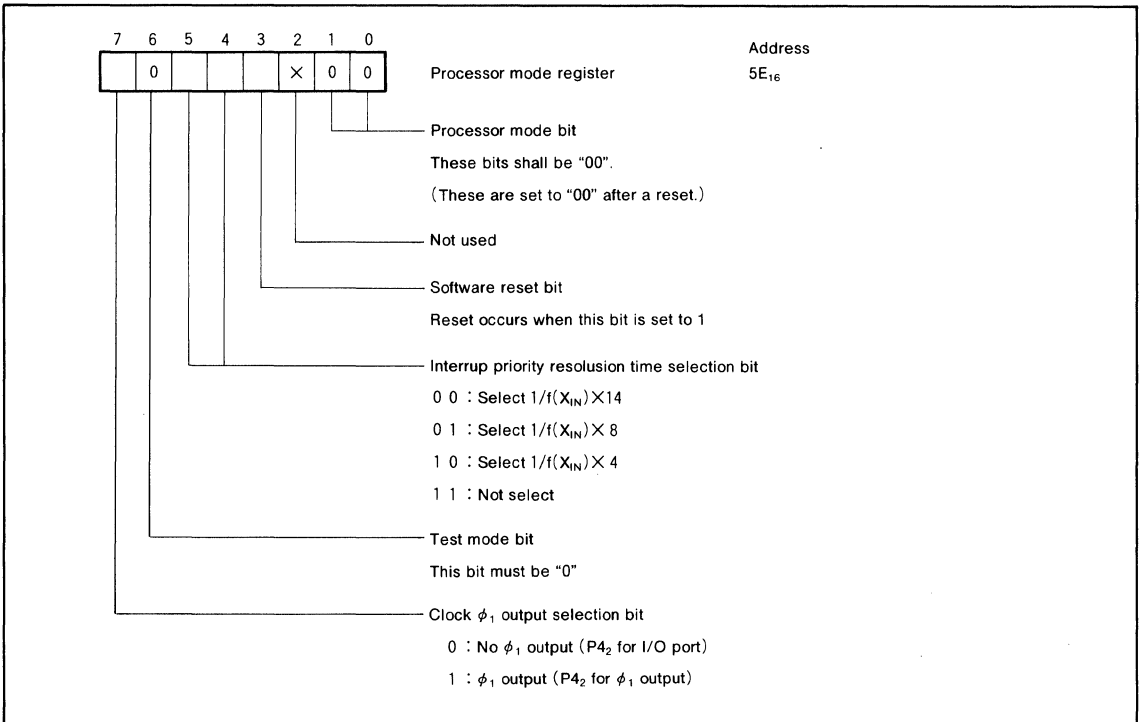 7 6 5 4 3 2 1 0
Address
0 × 0 0
Processor mode register
5E₁₆
Processor mode bit
These bits shall be “00”.
(These are set to “00” after a reset.)
Not used
Software reset bit
Reset occurs when this bit is set to 1
Interrup priority resolusion time selection bit
0 0 : Select 1/f(X_IN)×14
0 1 : Select 1/f(X_IN)× 8
1 0 : Select 1/f(X_IN)× 4
1 1 : Not select
Test mode bit
This bit must be “0”
Clock ϕ₁ output selection bit
0 : No ϕ₁ output (P4₂ for I/O port)
1 : ϕ₁ output (P4₂ for ϕ₁ output)